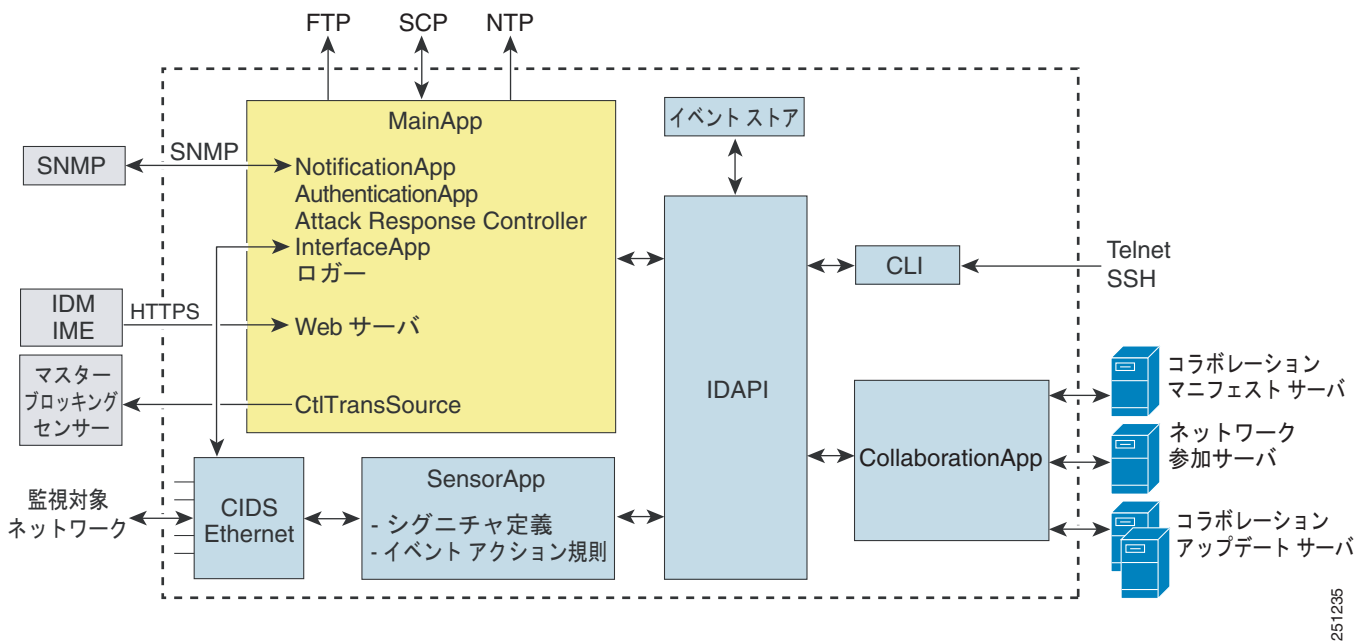 FTP
SCP
NTP
MainApp
イベント ストア
SNMP
SNMP
NotificationApp
AuthenticationApp
Attack Response Controller
InterfaceApp
ロガー
CLI
Telnet
SSH
IDM
IME
HTTPS
Web サーバ
マスター
ブロッキング
センサー
CtlTransSource
IDAPI
コラボレーション
マニフェスト サーバ
CollaborationApp
ネットワーク
参加サーバ
監視対象
ネットワーク
CIDS
Ethernet
SensorApp
- シグニチャ定義
- イベント アクション規則
コラボレーション
アップデート サーバ
251235